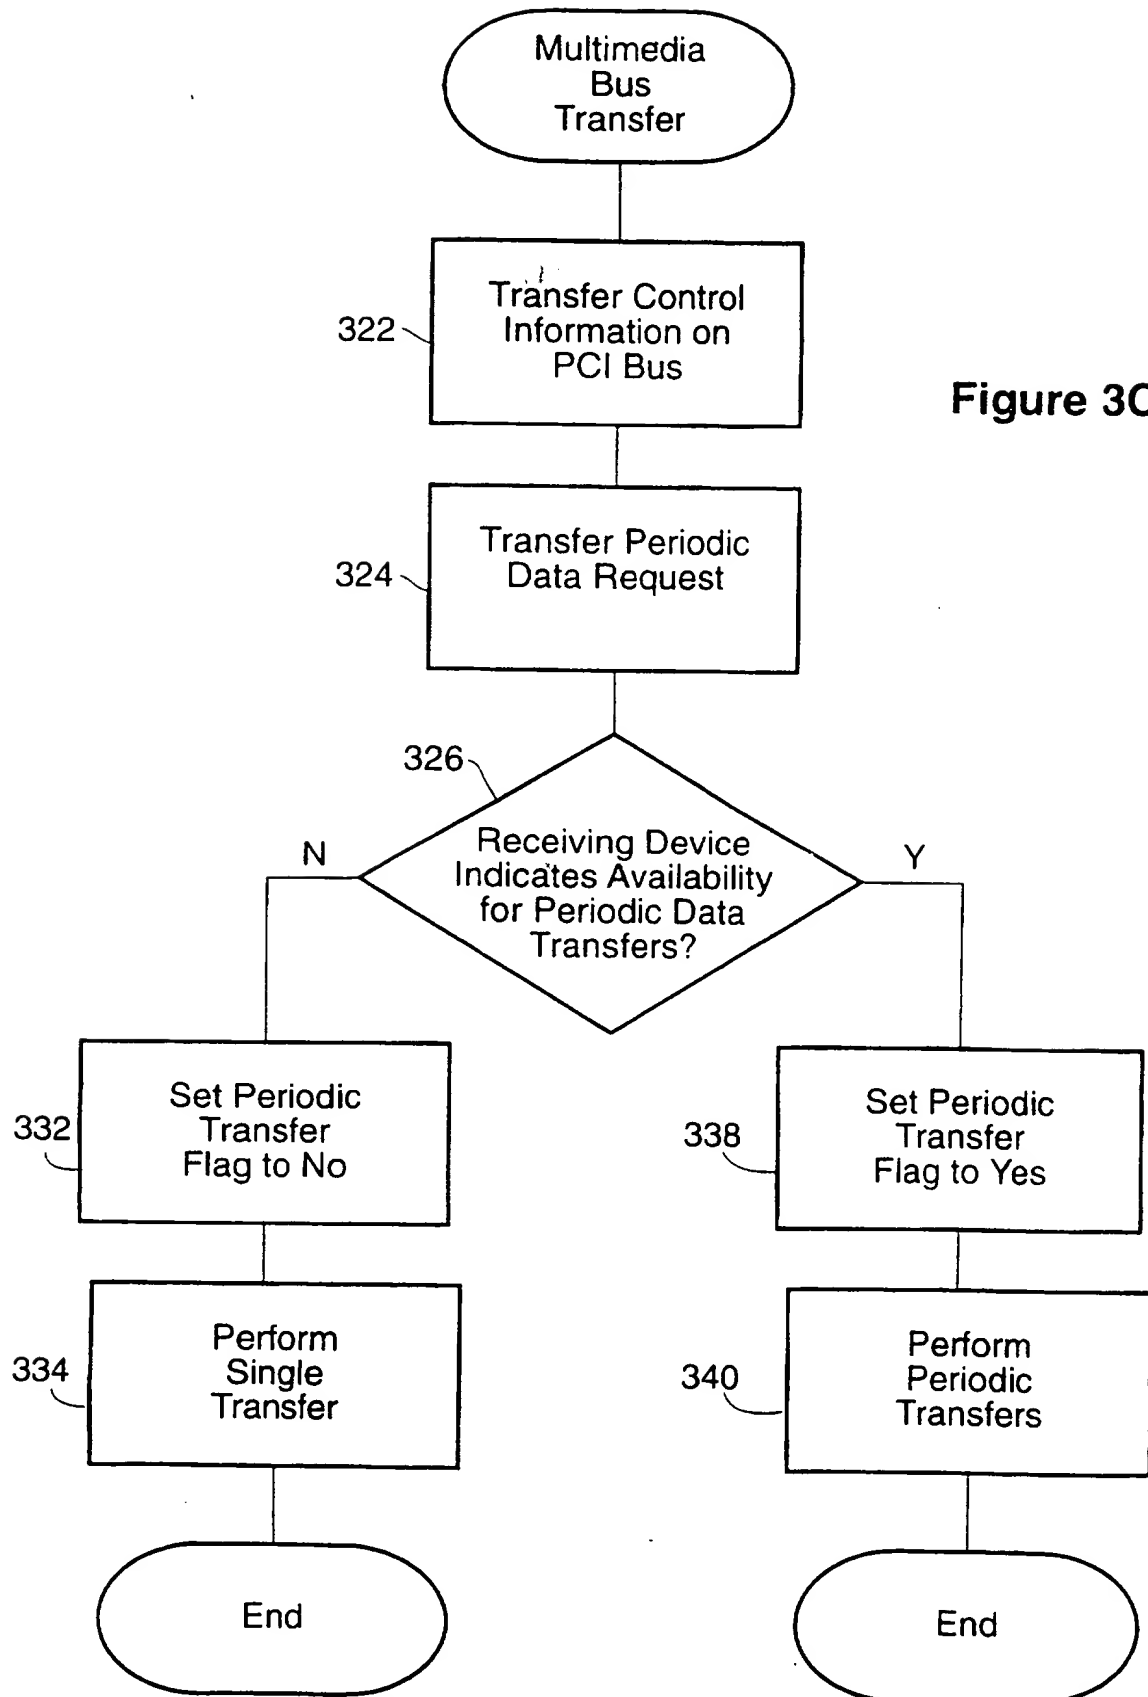 Multimedia
Bus
Transfer
Transfer Control
Information on
PCI Bus
322
Figure 3C
Transfer Periodic
Data Request
324
326
Receiving Device
Indicates Availability
for Periodic Data
Transfers?
N
Y
Set Periodic
Transfer
Flag to No
332
Set Periodic
Transfer
Flag to Yes
338
Perform
Single
Transfer
334
Perform
Periodic
Transfers
340
End
End